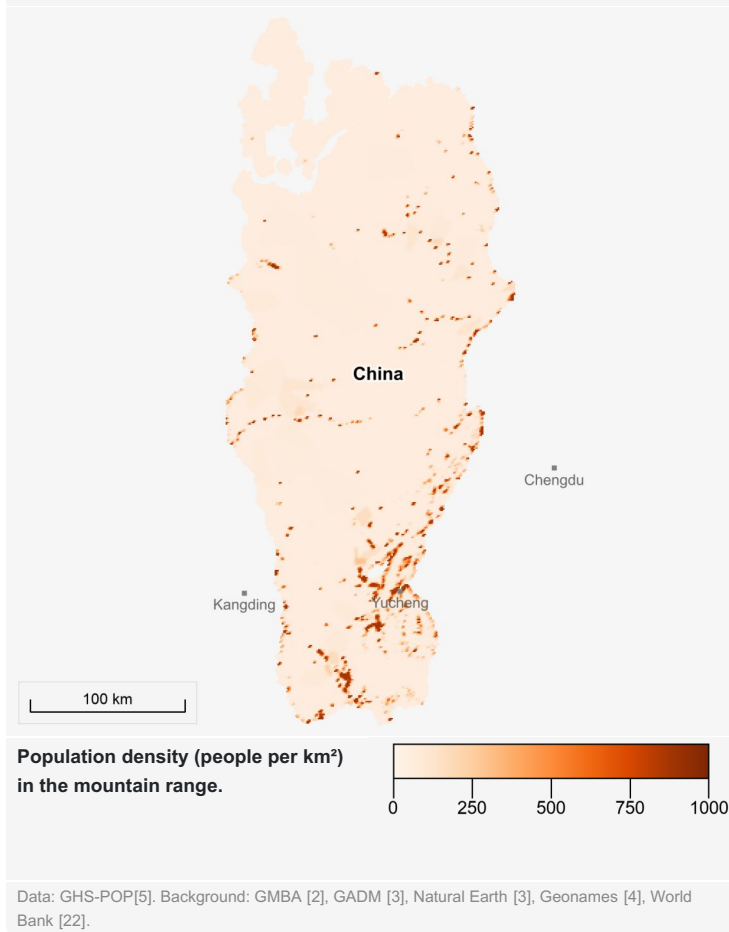 China
Chengdu
Kangding
Yucheng
100 km
Population density (people per km²)
in the mountain range.
0 250 500 750 1000
Data: GHS-POP[5]. Background: GMBA [2], GADM [3], Natural Earth [3], Geonames [4], World
Bank [22].